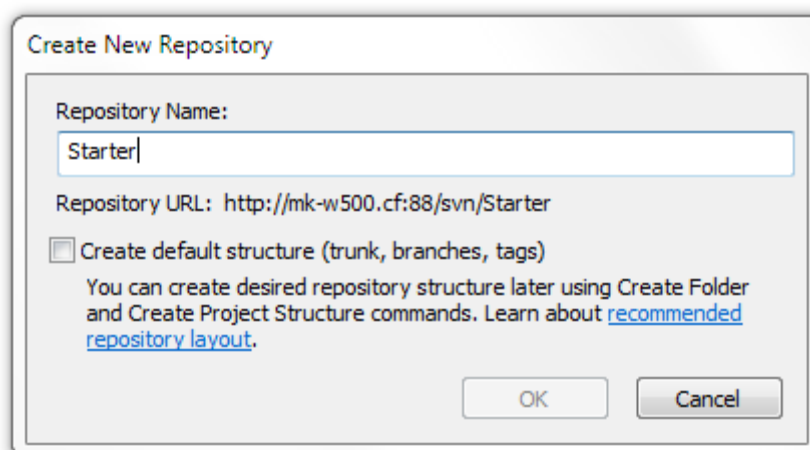 Create New Repository
Repository Name:
Starter
Repository URL: http://mk-w500.cf:88/svn/Starter
Create default structure (trunk, branches, tags)
You can create desired repository structure later using Create Folder
and Create Project Structure commands. Learn about recommended
repository layout.
OK Cancel